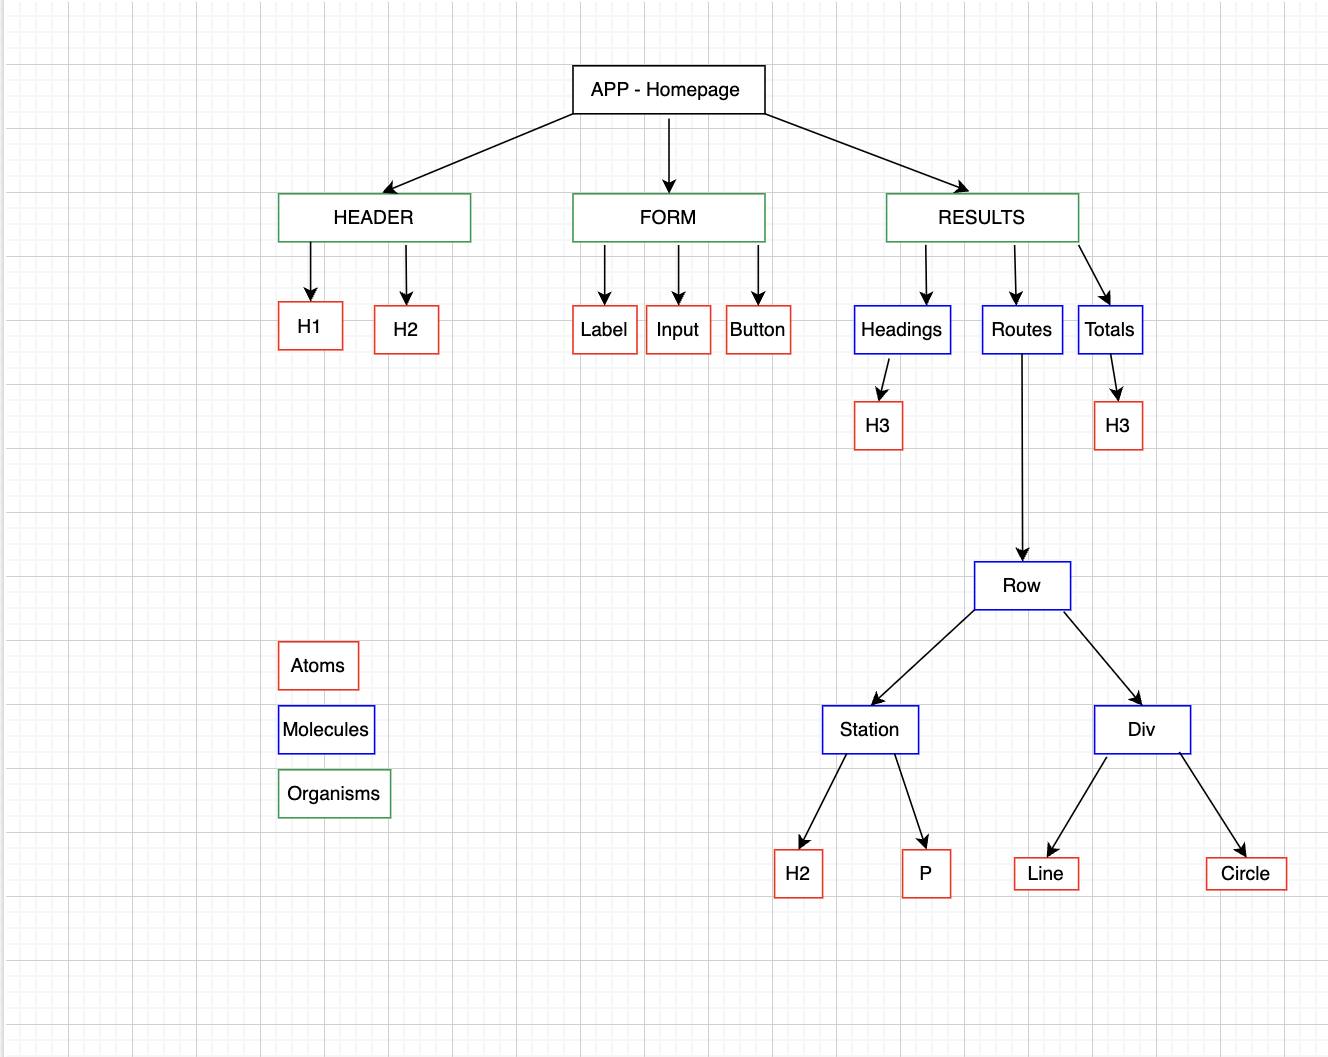 APP - Homepage
HEADER
FORM
RESULTS
H1
H2
Label
Input
Button
Headings
Routes
Totals
H3
H3
Row
Atoms
Molecules
Station
Div
Organisms
H2
P
Line
Circle